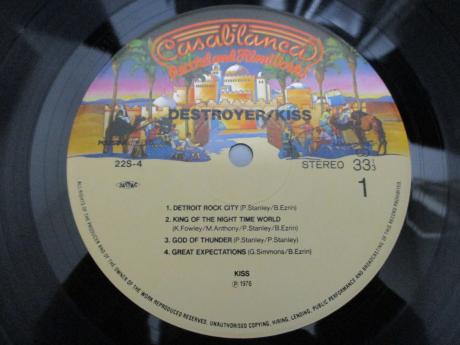 Casablanca
Record and FilmWorks
DESTROYER/KISS
22S-4
STEREO 33 1/3
1
JASRAC
1. DETROIT ROCK CITY (P.Stanley/B.Ezrin)
2. KING OF THE NIGHT TIME WORLD
(K.Fowley/M.Anthony/P.Stanley/B.Ezrin)
3. GOD OF THUNDER (P.Stanley/P.Stanley)
4. GREAT EXPECTATIONS (G.Simmons/B.Ezrin)
KISS
Ⓟ 1976
ALL RIGHTS OF THE PRODUCER AND OF THE OWNER OF THE WORK REPRODUCED RESERVED. UNAUTHORISED COPYING, HIRING, LENDING, PUBLIC PERFORMANCE AND BROADCASTING OF THIS RECORD PROHIBITED